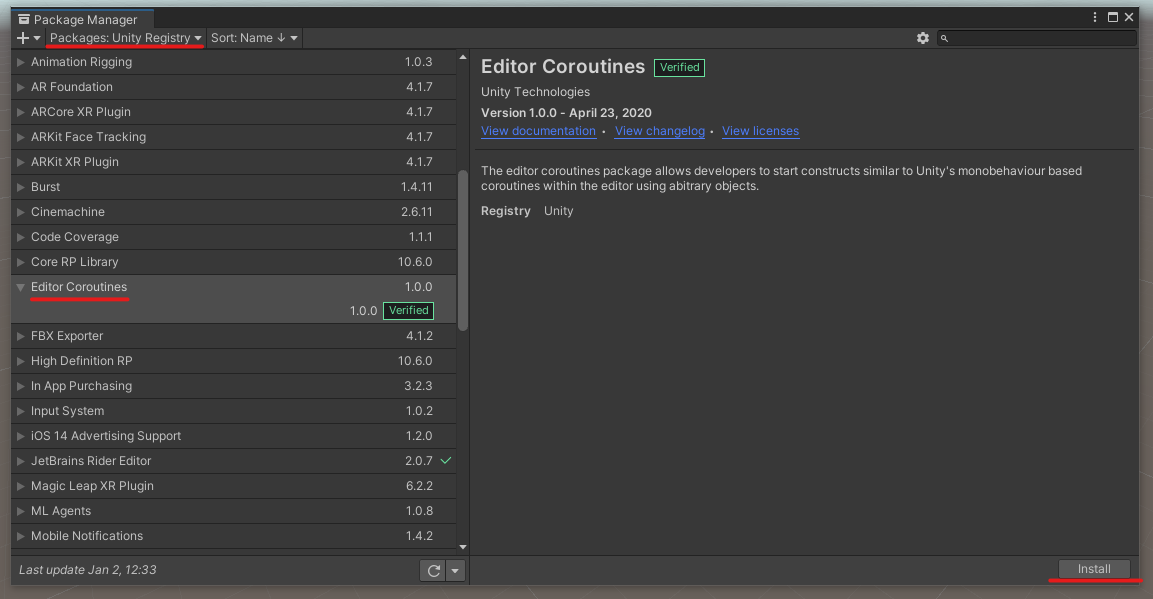 Package Manager
Packages: Unity Registry Sort: Name ↓
Animation Rigging 1.0.3
AR Foundation 4.1.7
ARCore XR Plugin 4.1.7
ARKit Face Tracking 4.1.7
ARKit XR Plugin 4.1.7
Burst 1.4.11
Cinemachine 2.6.11
Code Coverage 1.1.1
Core RP Library 10.6.0
Editor Coroutines 1.0.0
1.0.0 Verified
FBX Exporter 4.1.2
High Definition RP 10.6.0
In App Purchasing 3.2.3
Input System 1.0.2
iOS 14 Advertising Support 1.2.0
JetBrains Rider Editor 2.0.7
Magic Leap XR Plugin 6.2.2
ML Agents 1.0.8
Mobile Notifications 1.4.2
Last update Jan 2, 12:33
Editor Coroutines Verified
Unity Technologies
Version 1.0.0 - April 23, 2020
View documentation • View changelog • View licenses
The editor coroutines package allows developers to start constructs similar to Unity's monobehaviour based
coroutines within the editor using abitrary objects.
Registry Unity
Install